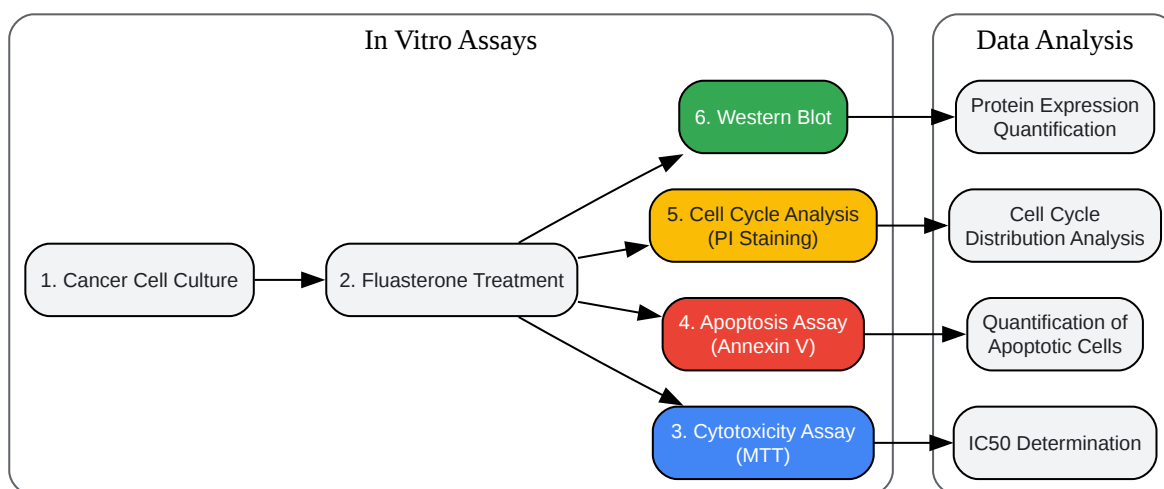 In Vitro Assays
Data Analysis
6. Western Blot
Protein Expression
Quantification
5. Cell Cycle Analysis
(PI Staining)
Cell Cycle
Distribution Analysis
1. Cancer Cell Culture
2. Fluasterone Treatment
4. Apoptosis Assay
(Annexin V)
Quantification of
Apoptotic Cells
3. Cytotoxicity Assay
(MTT)
IC50 Determination